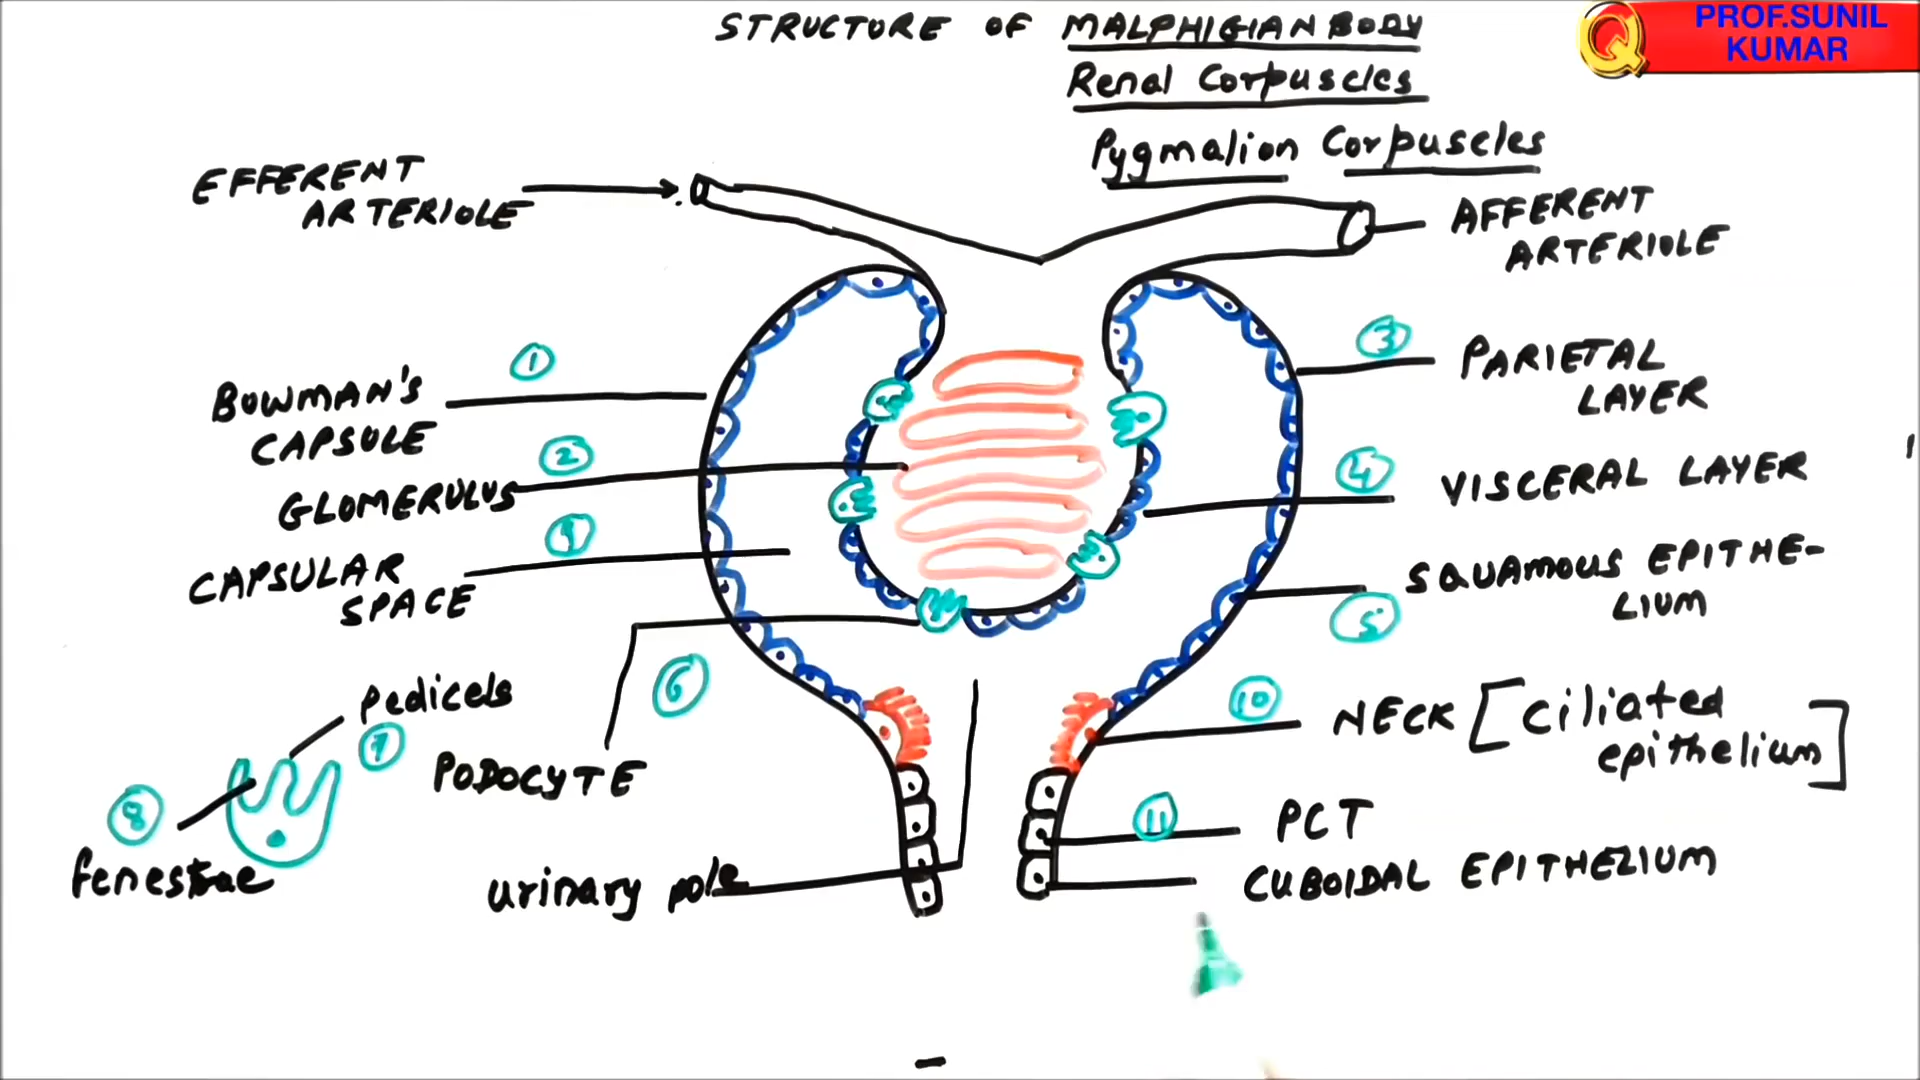 STRUCTURE OF MALPHIGIAN BODY
Renal Corpuscles
Pygmalion Corpuscles
PROF.SUNIL
KUMAR
EFFERENT
ARTERIOLE
AFFERENT
ARTERIOLE
1
BOWMAN'S
CAPSULE
2
GLOMERULUS
9
CAPSULAR
SPACE
3
PARIETAL
LAYER
4
VISCERAL LAYER
SQUAMOUS EPITHE-
LIUM
5
6
PODOCYTE
Pedicels
7
8
fenestrae
urinary pole
10
NECK [Ciliated
epithelium]
11
PCT
CUBOIDAL EPITHELIUM